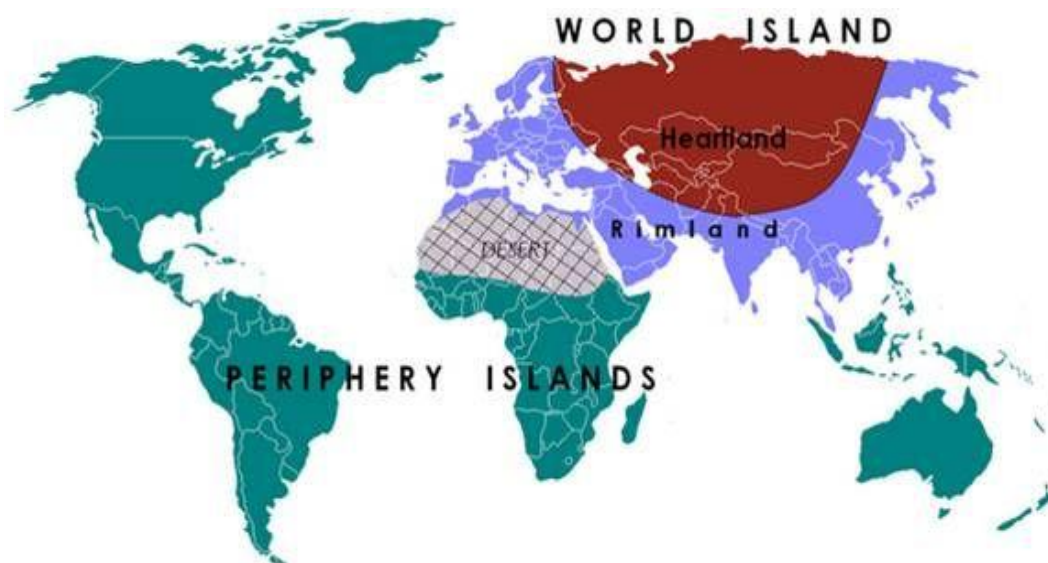 WORLD ISLAND
Heartland
Rimland
DESERT
PERIPHERY ISLANDS